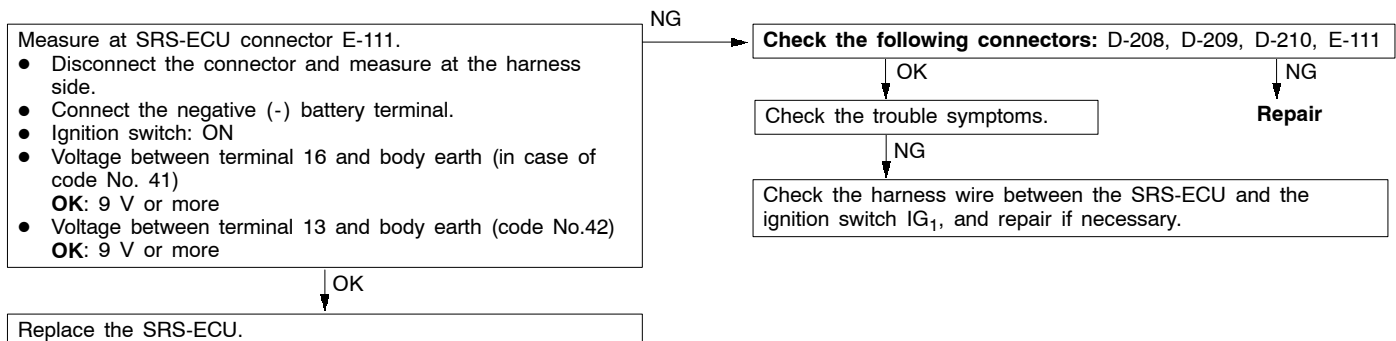 Measure at SRS-ECU connector E-111.
● Disconnect the connector and measure at the harness
side.
● Connect the negative (-) battery terminal.
● Ignition switch: ON
● Voltage between terminal 16 and body earth (in case of
code No. 41)
OK: 9 V or more
● Voltage between terminal 13 and body earth (code No.42)
OK: 9 V or more
OK
Replace the SRS-ECU.
NG
Check the following connectors: D-208, D-209, D-210, E-111
OK
NG
Check the trouble symptoms.
Repair
NG
Check the harness wire between the SRS-ECU and the
ignition switch IG1, and repair if necessary.